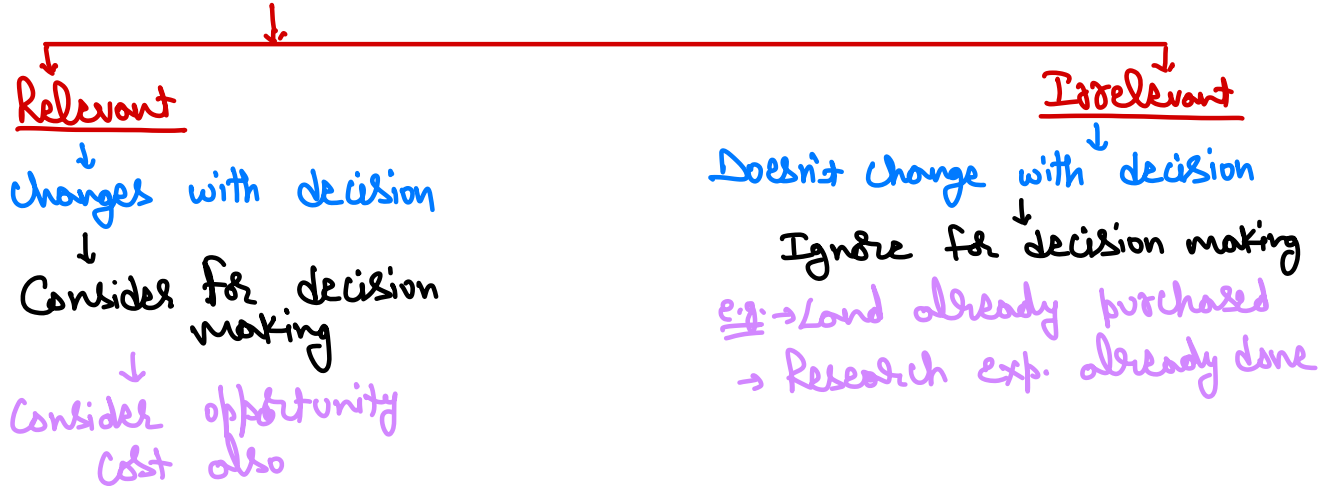 Relevant
Changes with decision
Consider for decision
making
Consider opportunity
cost also
Irrelevant
Doesn't change with decision
Ignore for decision making
e.g. → Land already purchased
→ Research exp. already done